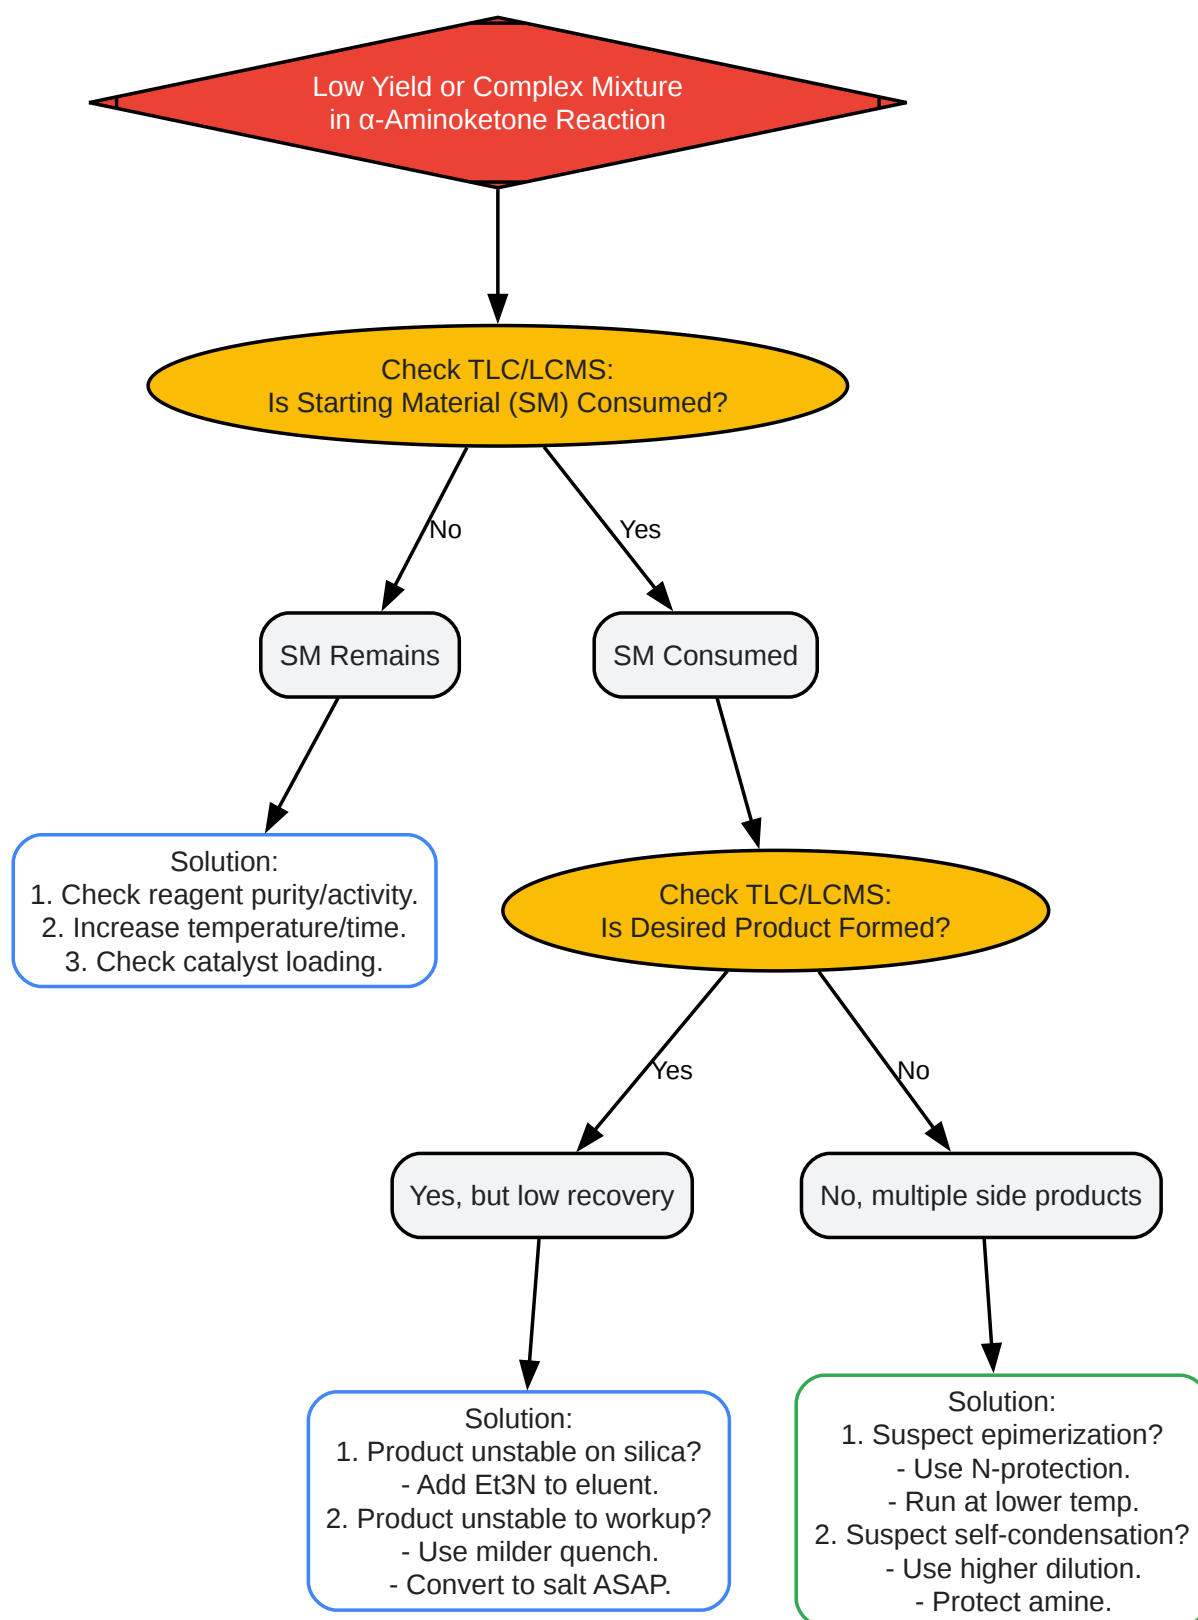 Low Yield or Complex Mixture
in α-Aminoketone Reaction
Check TLC/LCMS:
Is Starting Material (SM) Consumed?
No
Yes
SM Remains
SM Consumed
Solution:
1. Check reagent purity/activity.
2. Increase temperature/time.
3. Check catalyst loading.
Check TLC/LCMS:
Is Desired Product Formed?
Yes
No
Yes, but low recovery
No, multiple side products
Solution:
1. Product unstable on silica?
- Add Et3N to eluent.
2. Product unstable to workup?
- Use milder quench.
- Convert to salt ASAP.
Solution:
1. Suspect epimerization?
- Use N-protection.
- Run at lower temp.
2. Suspect self-condensation?
- Use higher dilution.
- Protect amine.